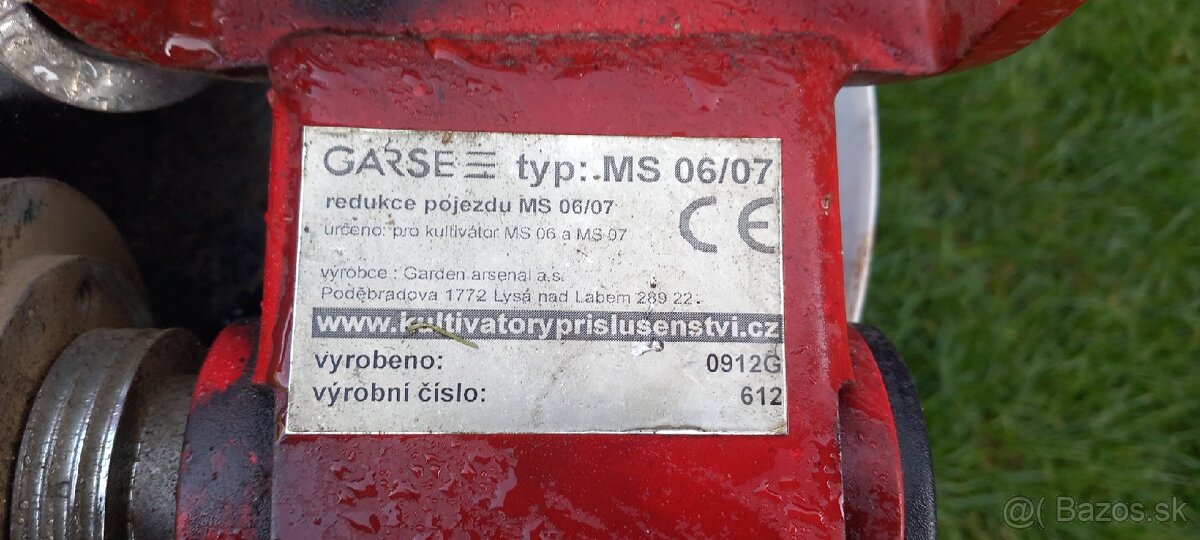 GARSE typ: MS 06/07
redukce pojezdu MS 06/07
určeno: pro kultivátor MS 06 a MS 07
CE
výrobce : Garden arsenal a.s.
Poděbradova 1772 Lysá nad Labem 289 22
www.kultivatoryprislusenstvi.cz
vyrobeno: 0912G
výrobní číslo: 612
@ Bazos.sk